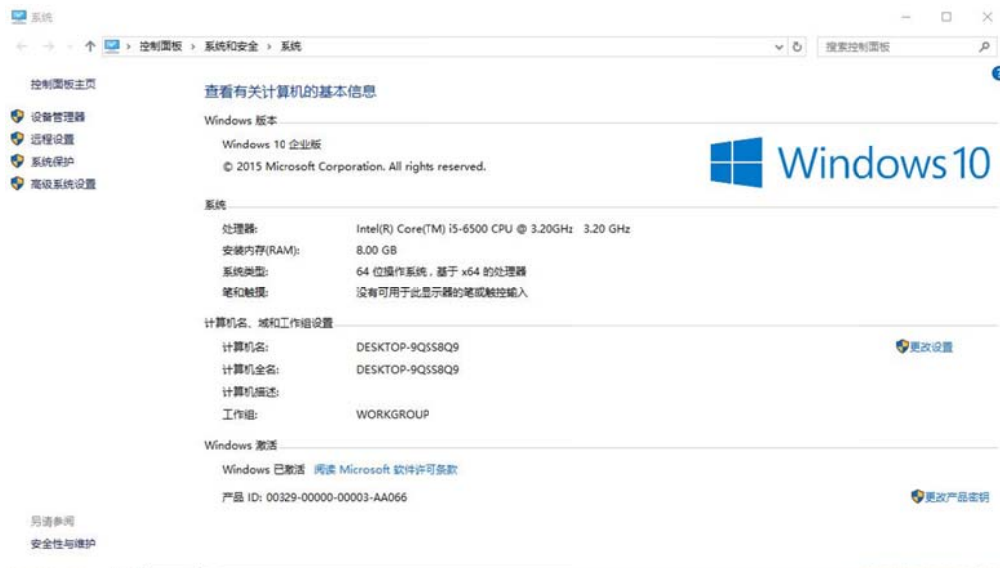 系统
控制面板 › 系统和安全 › 系统
搜索控制面板
控制面板主页
设备管理器
远程设置
系统保护
高级系统设置
另请参阅
安全性与维护
查看有关计算机的基本信息
Windows 版本
Windows 10 企业版
© 2015 Microsoft Corporation. All rights reserved.
Windows 10
系统
处理器: Intel(R) Core(TM) i5-6500 CPU @ 3.20GHz 3.20 GHz
安装内存(RAM): 8.00 GB
系统类型: 64 位操作系统，基于 x64 的处理器
笔和触摸: 没有可用于此显示器的笔或触控输入
计算机名、域和工作组设置
计算机名: DESKTOP-9QSS8Q9 更改设置
计算机全名: DESKTOP-9QSS8Q9
计算机描述:
工作组: WORKGROUP
Windows 激活
Windows 已激活 阅读 Microsoft 软件许可条款
产品 ID: 00329-00000-00003-AA066 更改产品密钥